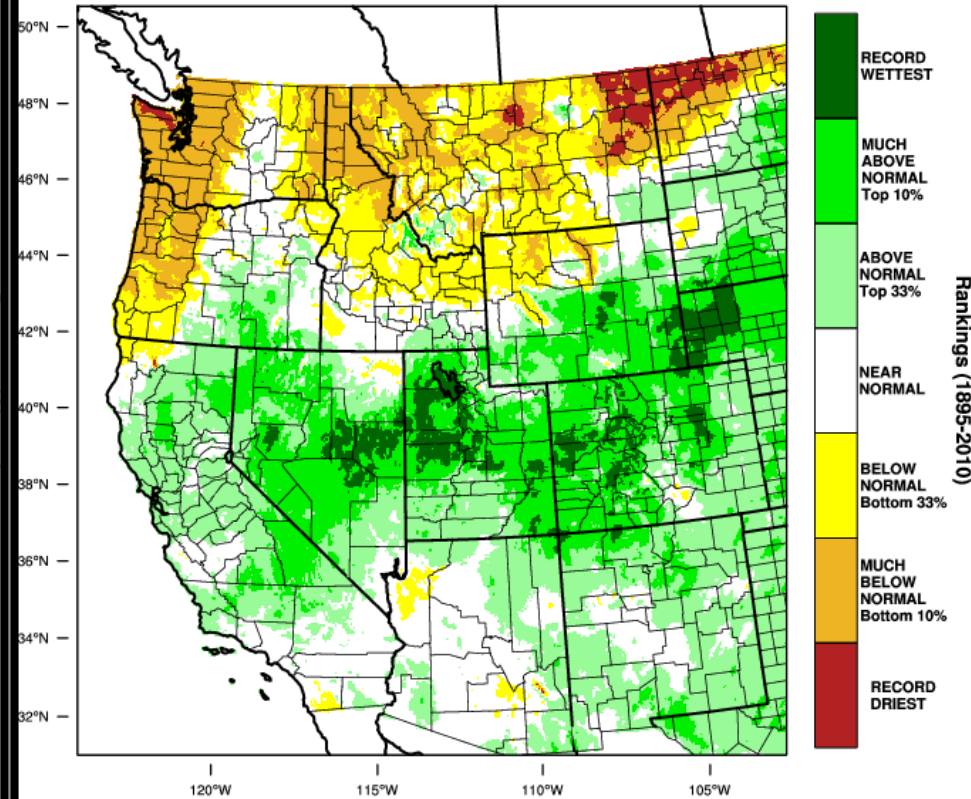 50°N
48°N
46°N
44°N
42°N
40°N
38°N
36°N
34°N
32°N
120°W
115°W
110°W
105°W
RECORD
WETTEST
MUCH
ABOVE
NORMAL
Top 10%
ABOVE
NORMAL
Top 33%
NEAR
NORMAL
BELOW
NORMAL
Bottom 33%
MUCH
BELOW
NORMAL
Bottom 10%
RECORD
DRIEST
Rankings (1895-2010)